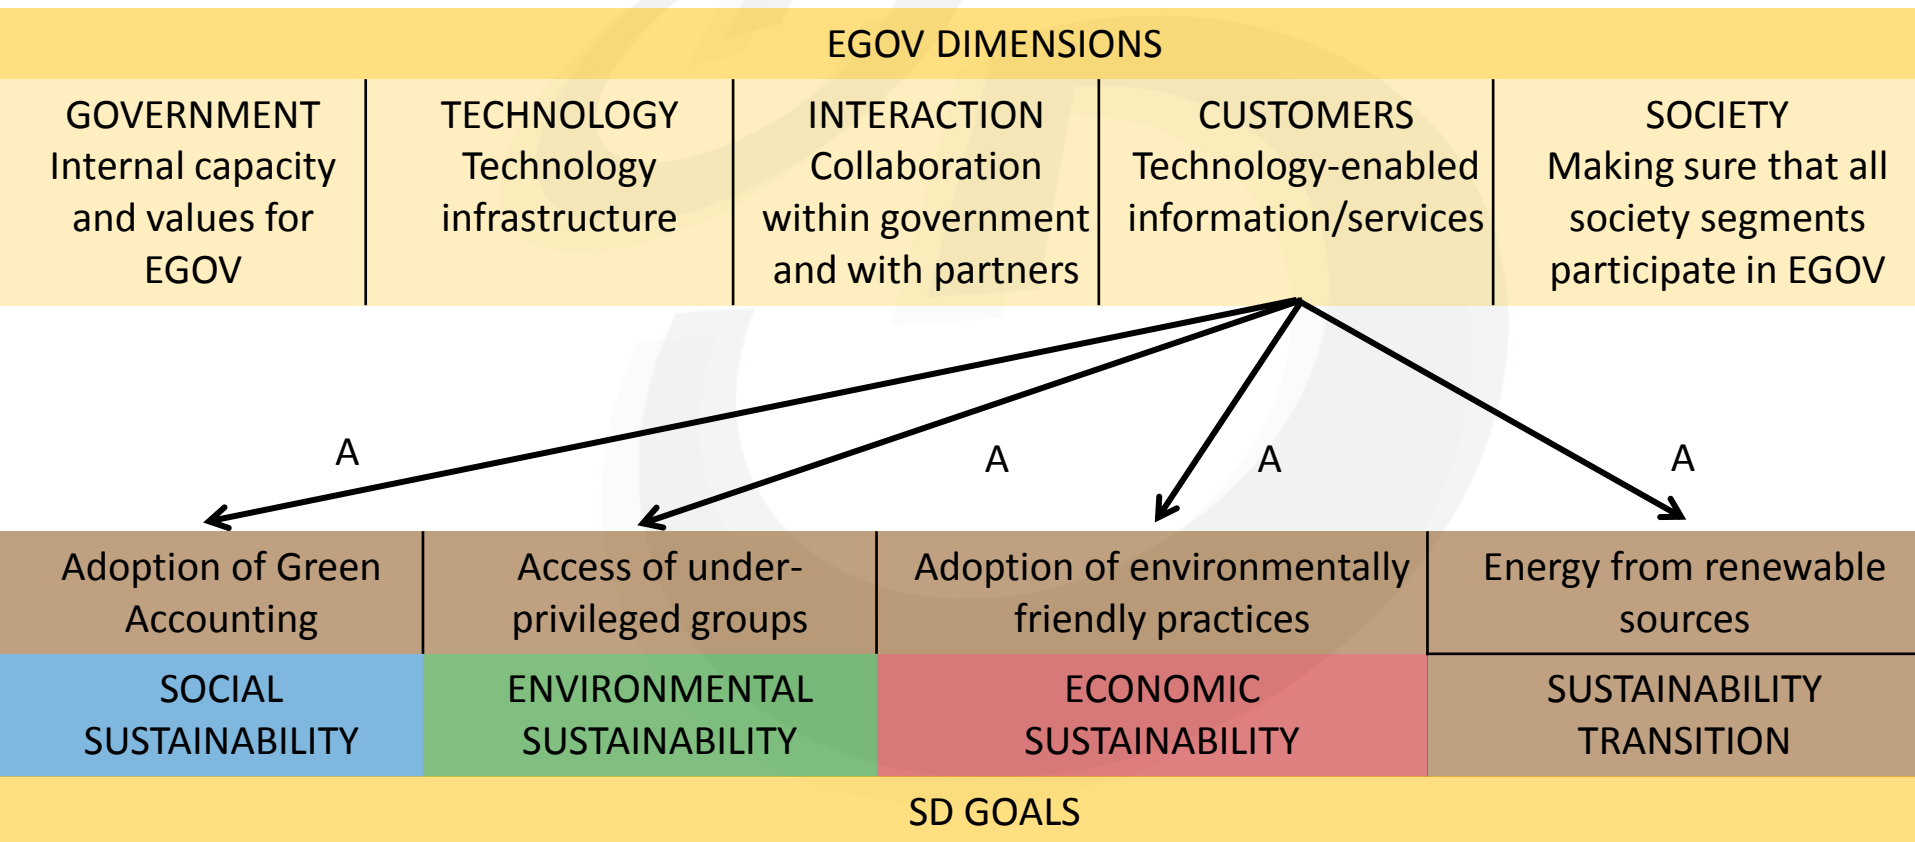 EGOV DIMENSIONS
GOVERNMENT
Internal capacity
and values for
EGOV
TECHNOLOGY
Technology
infrastructure
INTERACTION
Collaboration
within government
and with partners
CUSTOMERS
Technology-enabled
information/services
SOCIETY
Making sure that all
society segments
participate in EGOV
A
A
A
A
Adoption of Green
Accounting
Access of under-
privileged groups
Adoption of environmentally
friendly practices
Energy from renewable
sources
SOCIAL
SUSTAINABILITY
ENVIRONMENTAL
SUSTAINABILITY
ECONOMIC
SUSTAINABILITY
SUSTAINABILITY
TRANSITION
SD GOALS